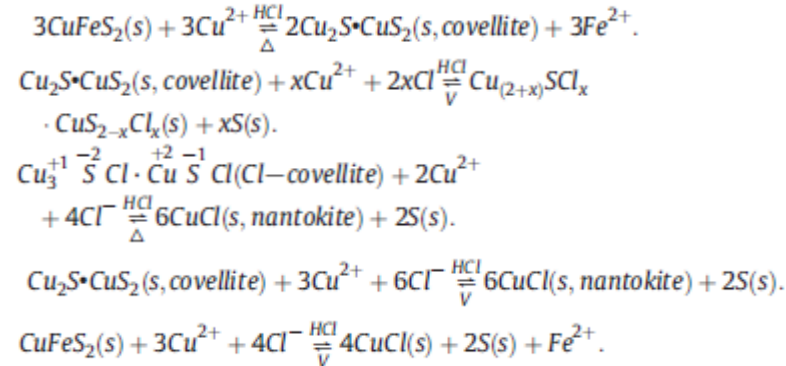 3CuFeS₂(s) + 3Cu²⁺ ⇌[HCl/Δ] 2Cu₂S•CuS₂(s, covellite) + 3Fe²⁺.
Cu₂S•CuS₂(s, covellite) + xCu²⁺ + 2xCl ⇌[HCl/V] Cu₍₂₊ₓ₎SClₓ
· CuS₂₋ₓClₓ(s) + xS(s).
Cu₃⁺¹ S⁻² Cl · Cu⁺² S⁻¹ Cl(Cl−covellite) + 2Cu²⁺
+ 4Cl⁻ ⇌[HCl/Δ] 6CuCl(s, nantokite) + 2S(s).
Cu₂S•CuS₂(s, covellite) + 3Cu²⁺ + 6Cl⁻ ⇌[HCl/V] 6CuCl(s, nantokite) + 2S(s).
CuFeS₂(s) + 3Cu²⁺ + 4Cl⁻ ⇌[HCl/V] 4CuCl(s) + 2S(s) + Fe²⁺.